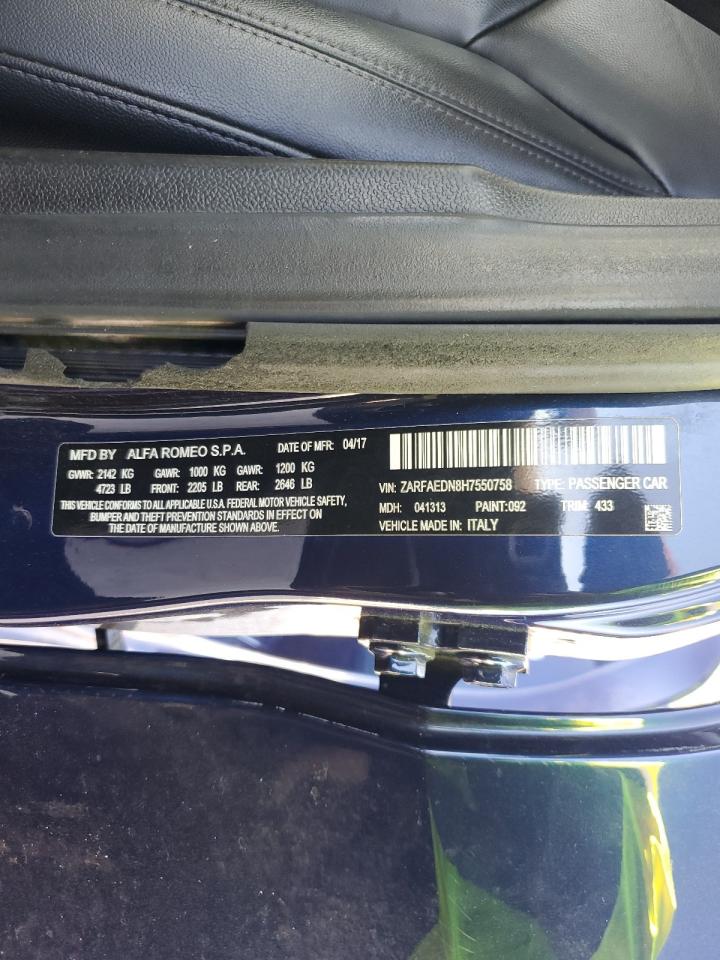 MFD BY ALFA ROMEO S.P.A. DATE OF MFR: 04/17
GVWR: 2142 KG GAWR: 1000 KG GAWR: 1200 KG
4723 LB FRONT: 2205 LB REAR: 2646 LB
THIS VEHICLE CONFORMS TO ALL APPLICABLE U.S.A. FEDERAL MOTOR VEHICLE SAFETY,
BUMPER AND THEFT PREVENTION STANDARDS IN EFFECT ON
THE DATE OF MANUFACTURE SHOWN ABOVE.
VIN: ZARFAEDN8H7550758 TYPE: PASSENGER CAR
MDH: 041313 PAINT:092 TRIM: 433
VEHICLE MADE IN: ITALY